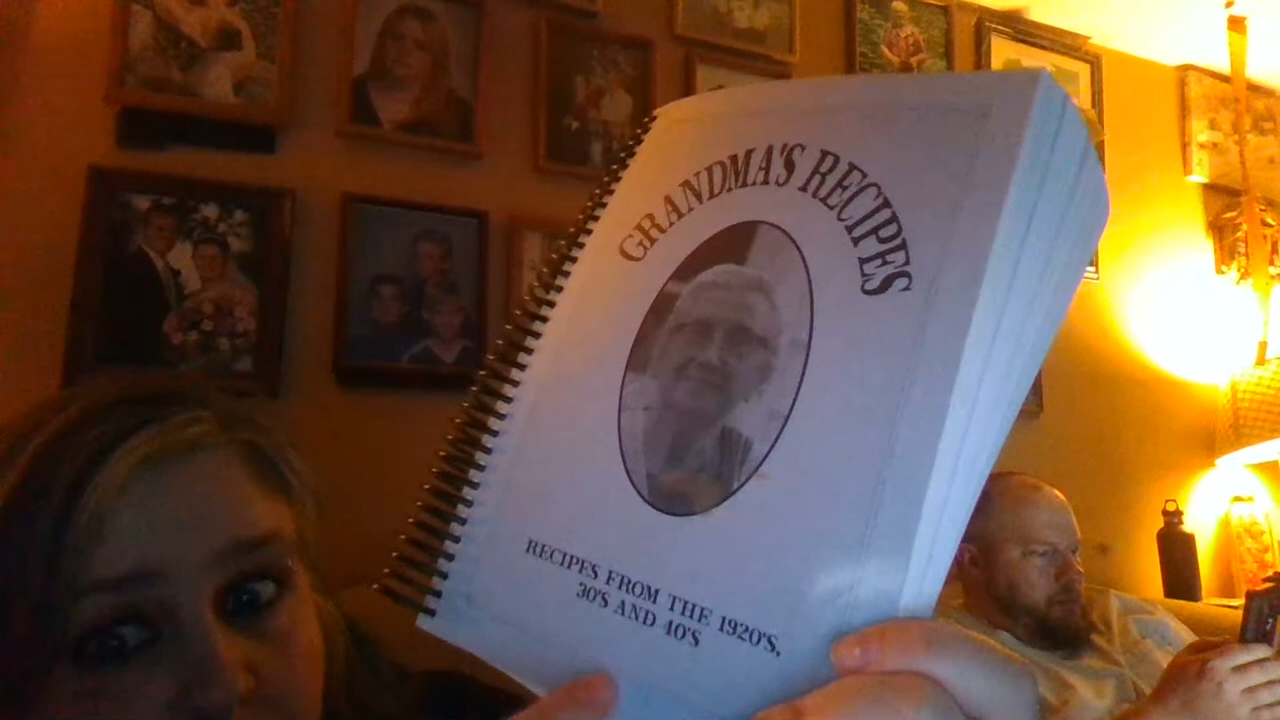 GRANDMA'S RECIPES
RECIPES FROM THE 1920'S,
30'S AND 40'S